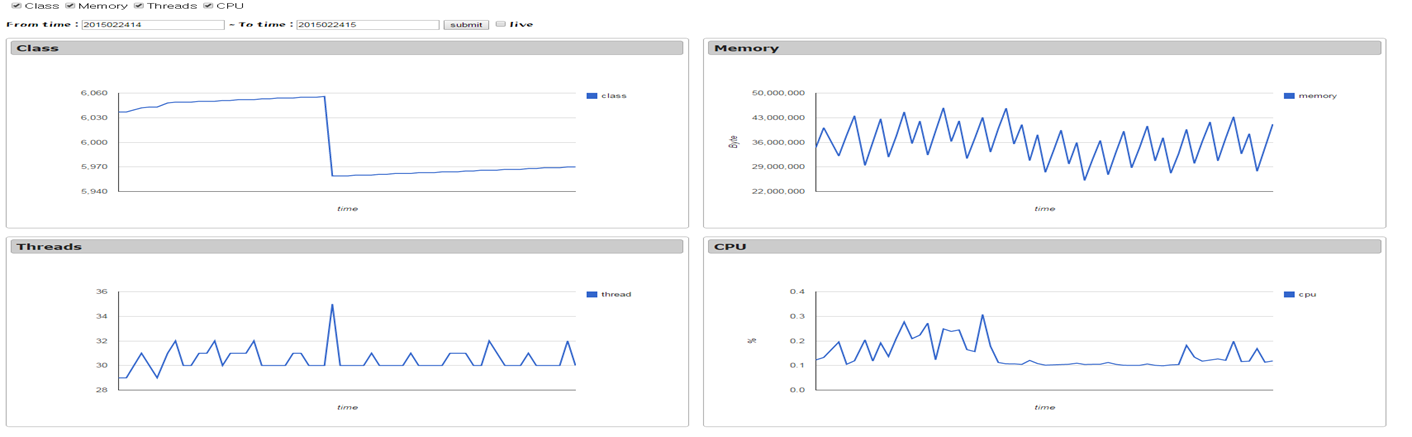 Class Memory Threads CPU
From time : 2015022414 ~ To time : 2015022415 submit live
Class
6,060
6,030
6,000
5,970
5,940
class
time
Memory
50,000,000
43,000,000
36,000,000
29,000,000
22,000,000
Byte
memory
time
Threads
36
34
32
30
28
thread
time
CPU
0.4
0.3
0.2
0.1
0.0
%
cpu
time